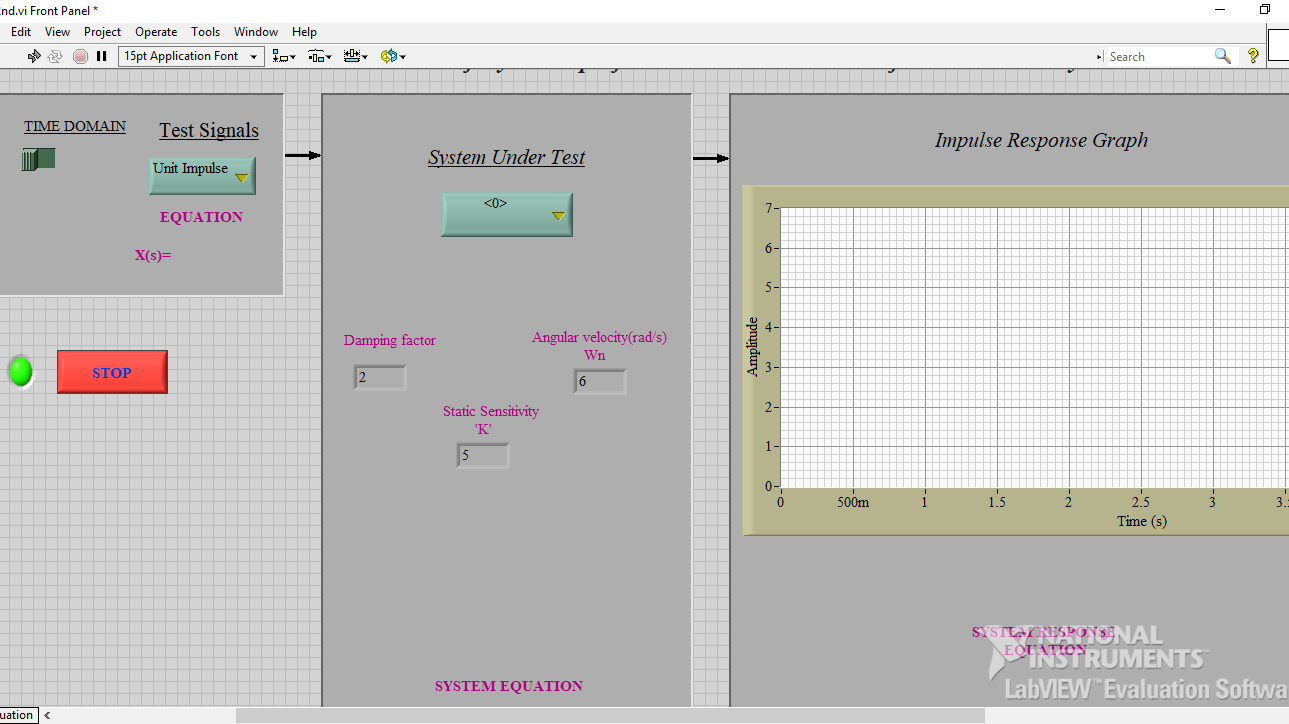 2nd.vi Front Panel *
Edit View Project Operate Tools Window Help
15pt Application Font
Search
TIME DOMAIN
Test Signals
Unit Impulse
EQUATION
X(s)=
STOP
System Under Test
<0>
Damping factor
2
Angular velocity(rad/s)
Wn
6
Static Sensitivity
'K'
5
SYSTEM EQUATION
Impulse Response Graph
7
6
5
4
3
2
1
0
Amplitude
0 500m 1 1.5 2 2.5 3 3.
Time (s)
SYSTEM RESPONSE
EQUATION
NATIONAL
INSTRUMENTS™
LabVIEW™ Evaluation Softwa
uation <